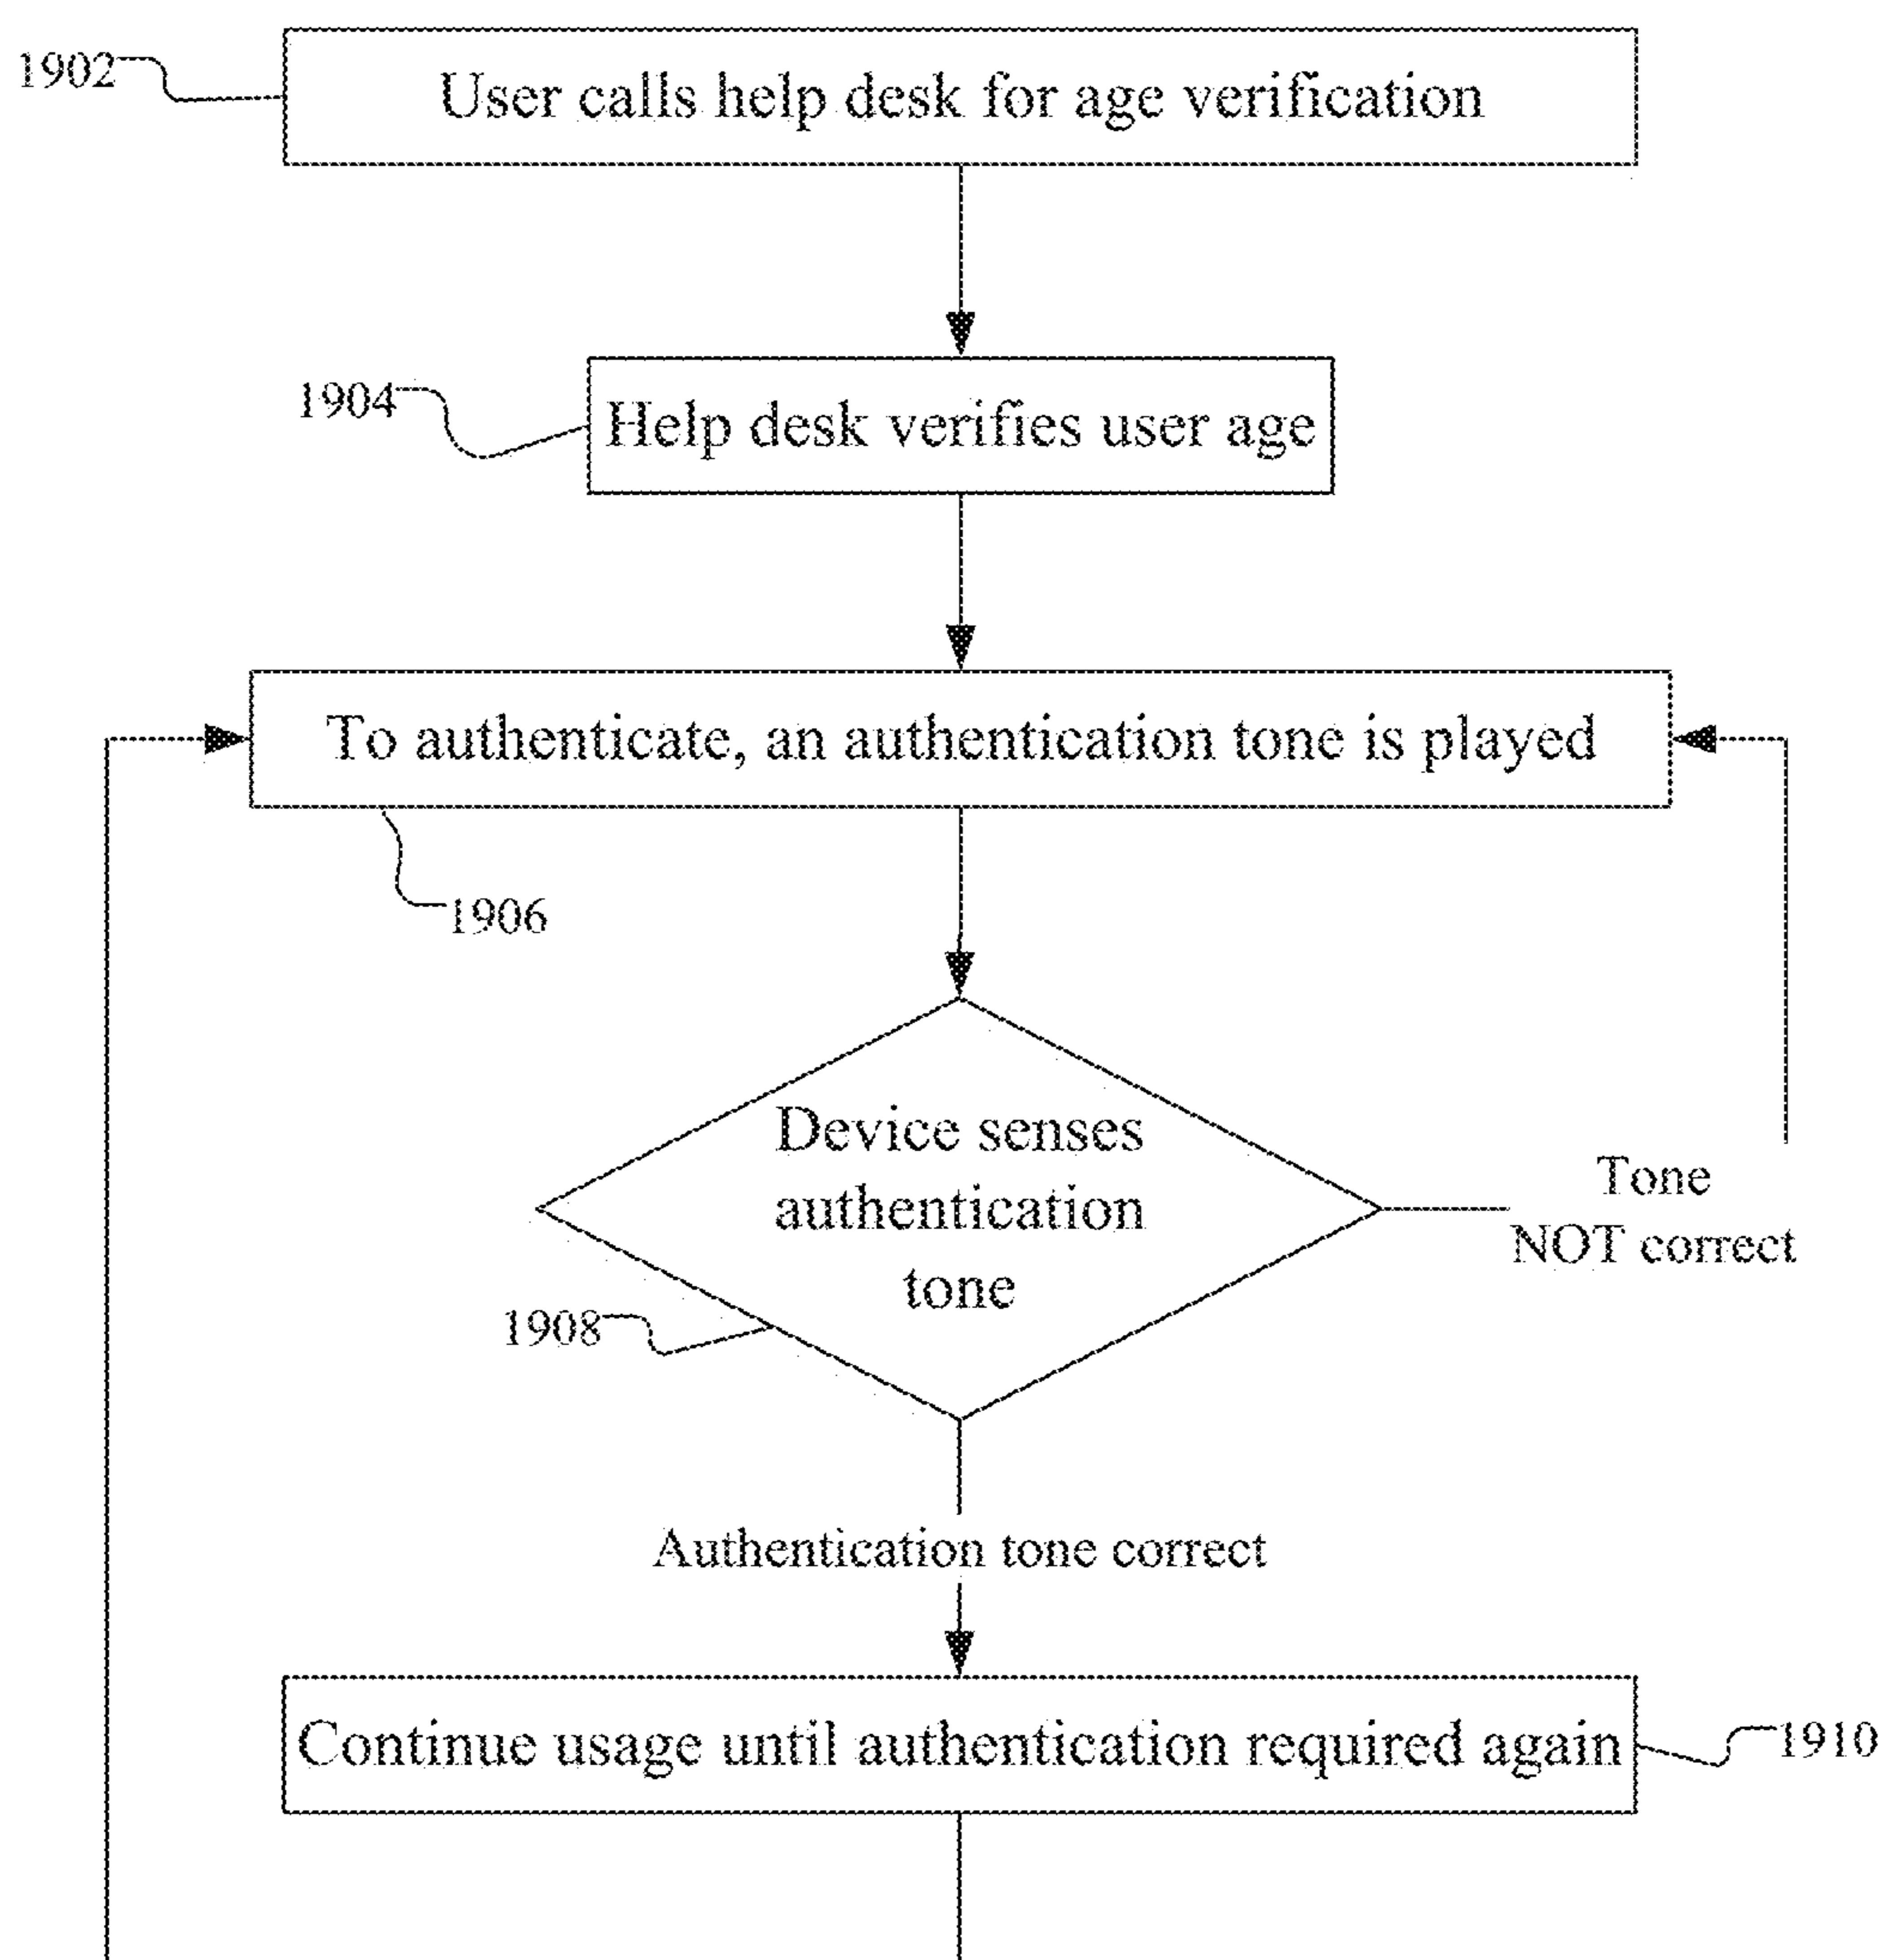 1902
User calls help desk for age verification
1904
Help desk verifies user age
To authenticate, an authentication tone is played
1906
Device senses
authentication
tone
Tone
NOT correct
1908
Authentication tone correct
Continue usage until authentication required again
1910